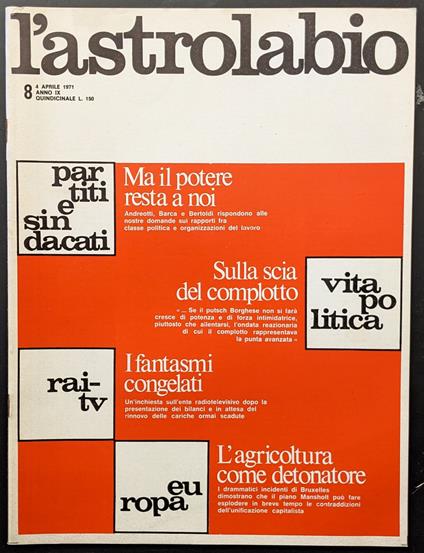 l'astrolabio
8
4 APRILE 1971
ANNO IX
QUINDICINALE L. 150
par
titi
e
sin
dacati
Ma il potere
resta a noi
Andreotti, Barca e Bertoldi rispondono alle
nostre domande sui rapporti fra
classe politica e organizzazioni del lavoro
Sulla scia
del complotto
«... Se il putsch Borghese non si farà
cresce di potenza e di forza intimidatrice,
piuttosto che allentarsi, l'ondata reazionaria
di cui il complotto rappresentava
la punta avanzata»
vita
po
litica
rai-
tv
I fantasmi
congelati
Un'inchiesta sull'ente radiotelevisivo dopo la
presentazione dei bilanci e in attesa del
rinnovo delle cariche ormai scadute
eu
ropa
L'agricoltura
come detonatore
I drammatici incidenti di Bruxelles
dimostrano che il piano Mansholt può fare
esplodere in breve tempo le contraddizioni
dell'unificazione capitalista